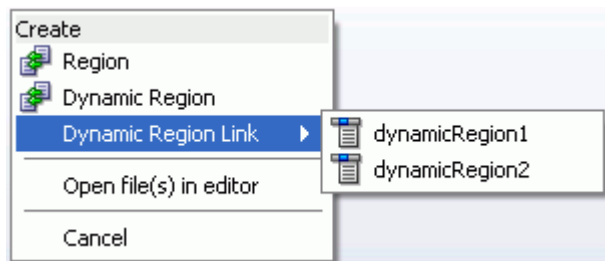 Create
Region
Dynamic Region
Dynamic Region Link
dynamicRegion1
dynamicRegion2
Open file(s) in editor
Cancel